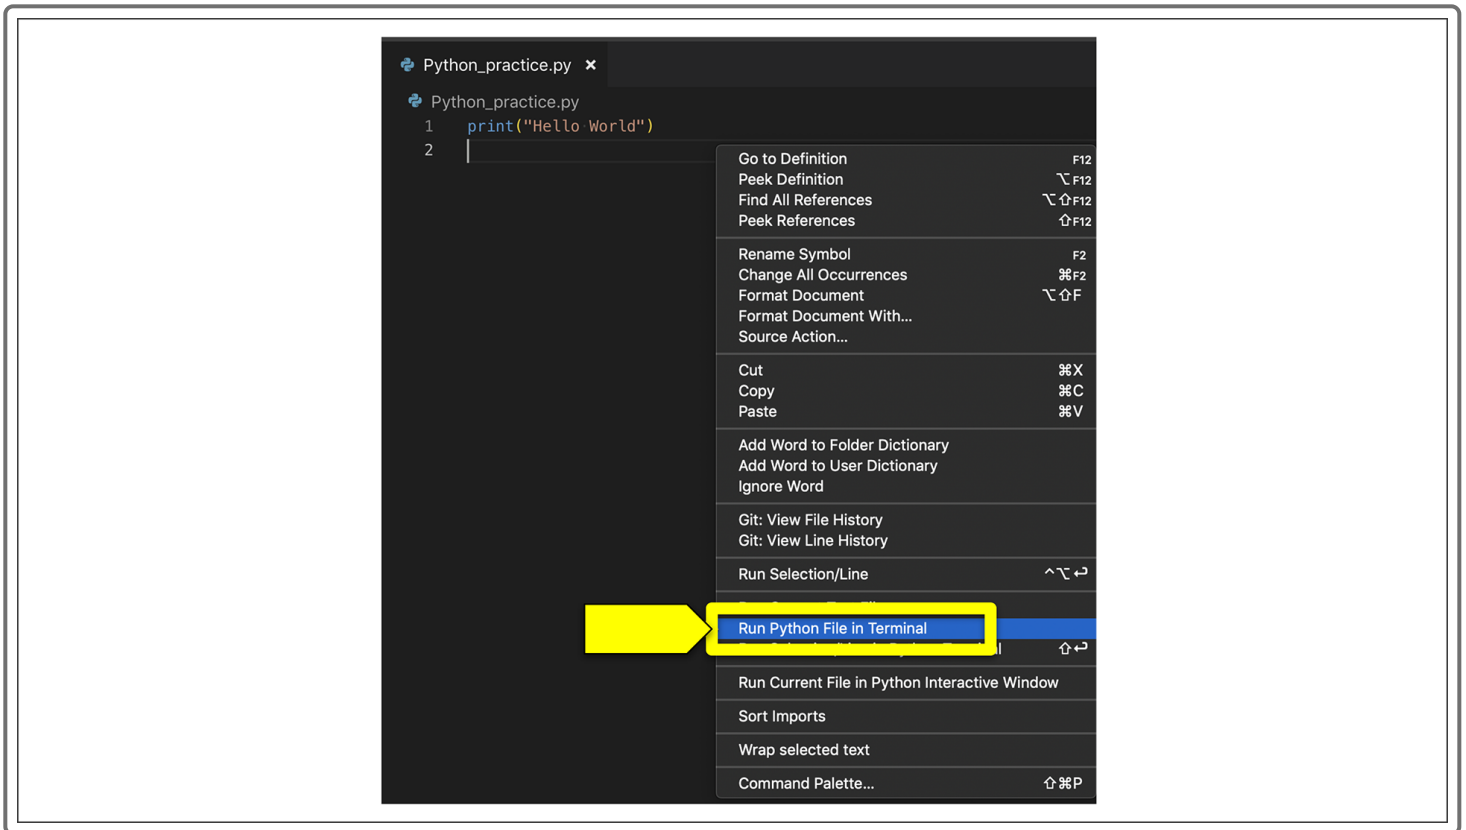 Python_practice.py ×
Python_practice.py
1 print("Hello World")
2
Go to Definition F12
Peek Definition ⌥F12
Find All References ⌥⇧F12
Peek References ⇧F12
Rename Symbol F2
Change All Occurrences ⌘F2
Format Document ⌥⇧F
Format Document With...
Source Action...
Cut ⌘X
Copy ⌘C
Paste ⌘V
Add Word to Folder Dictionary
Add Word to User Dictionary
Ignore Word
Git: View File History
Git: View Line History
Run Selection/Line ^⌥↩
Run Python File in Terminal
⇧↩
Run Current File in Python Interactive Window
Sort Imports
Wrap selected text
Command Palette... ⇧⌘P